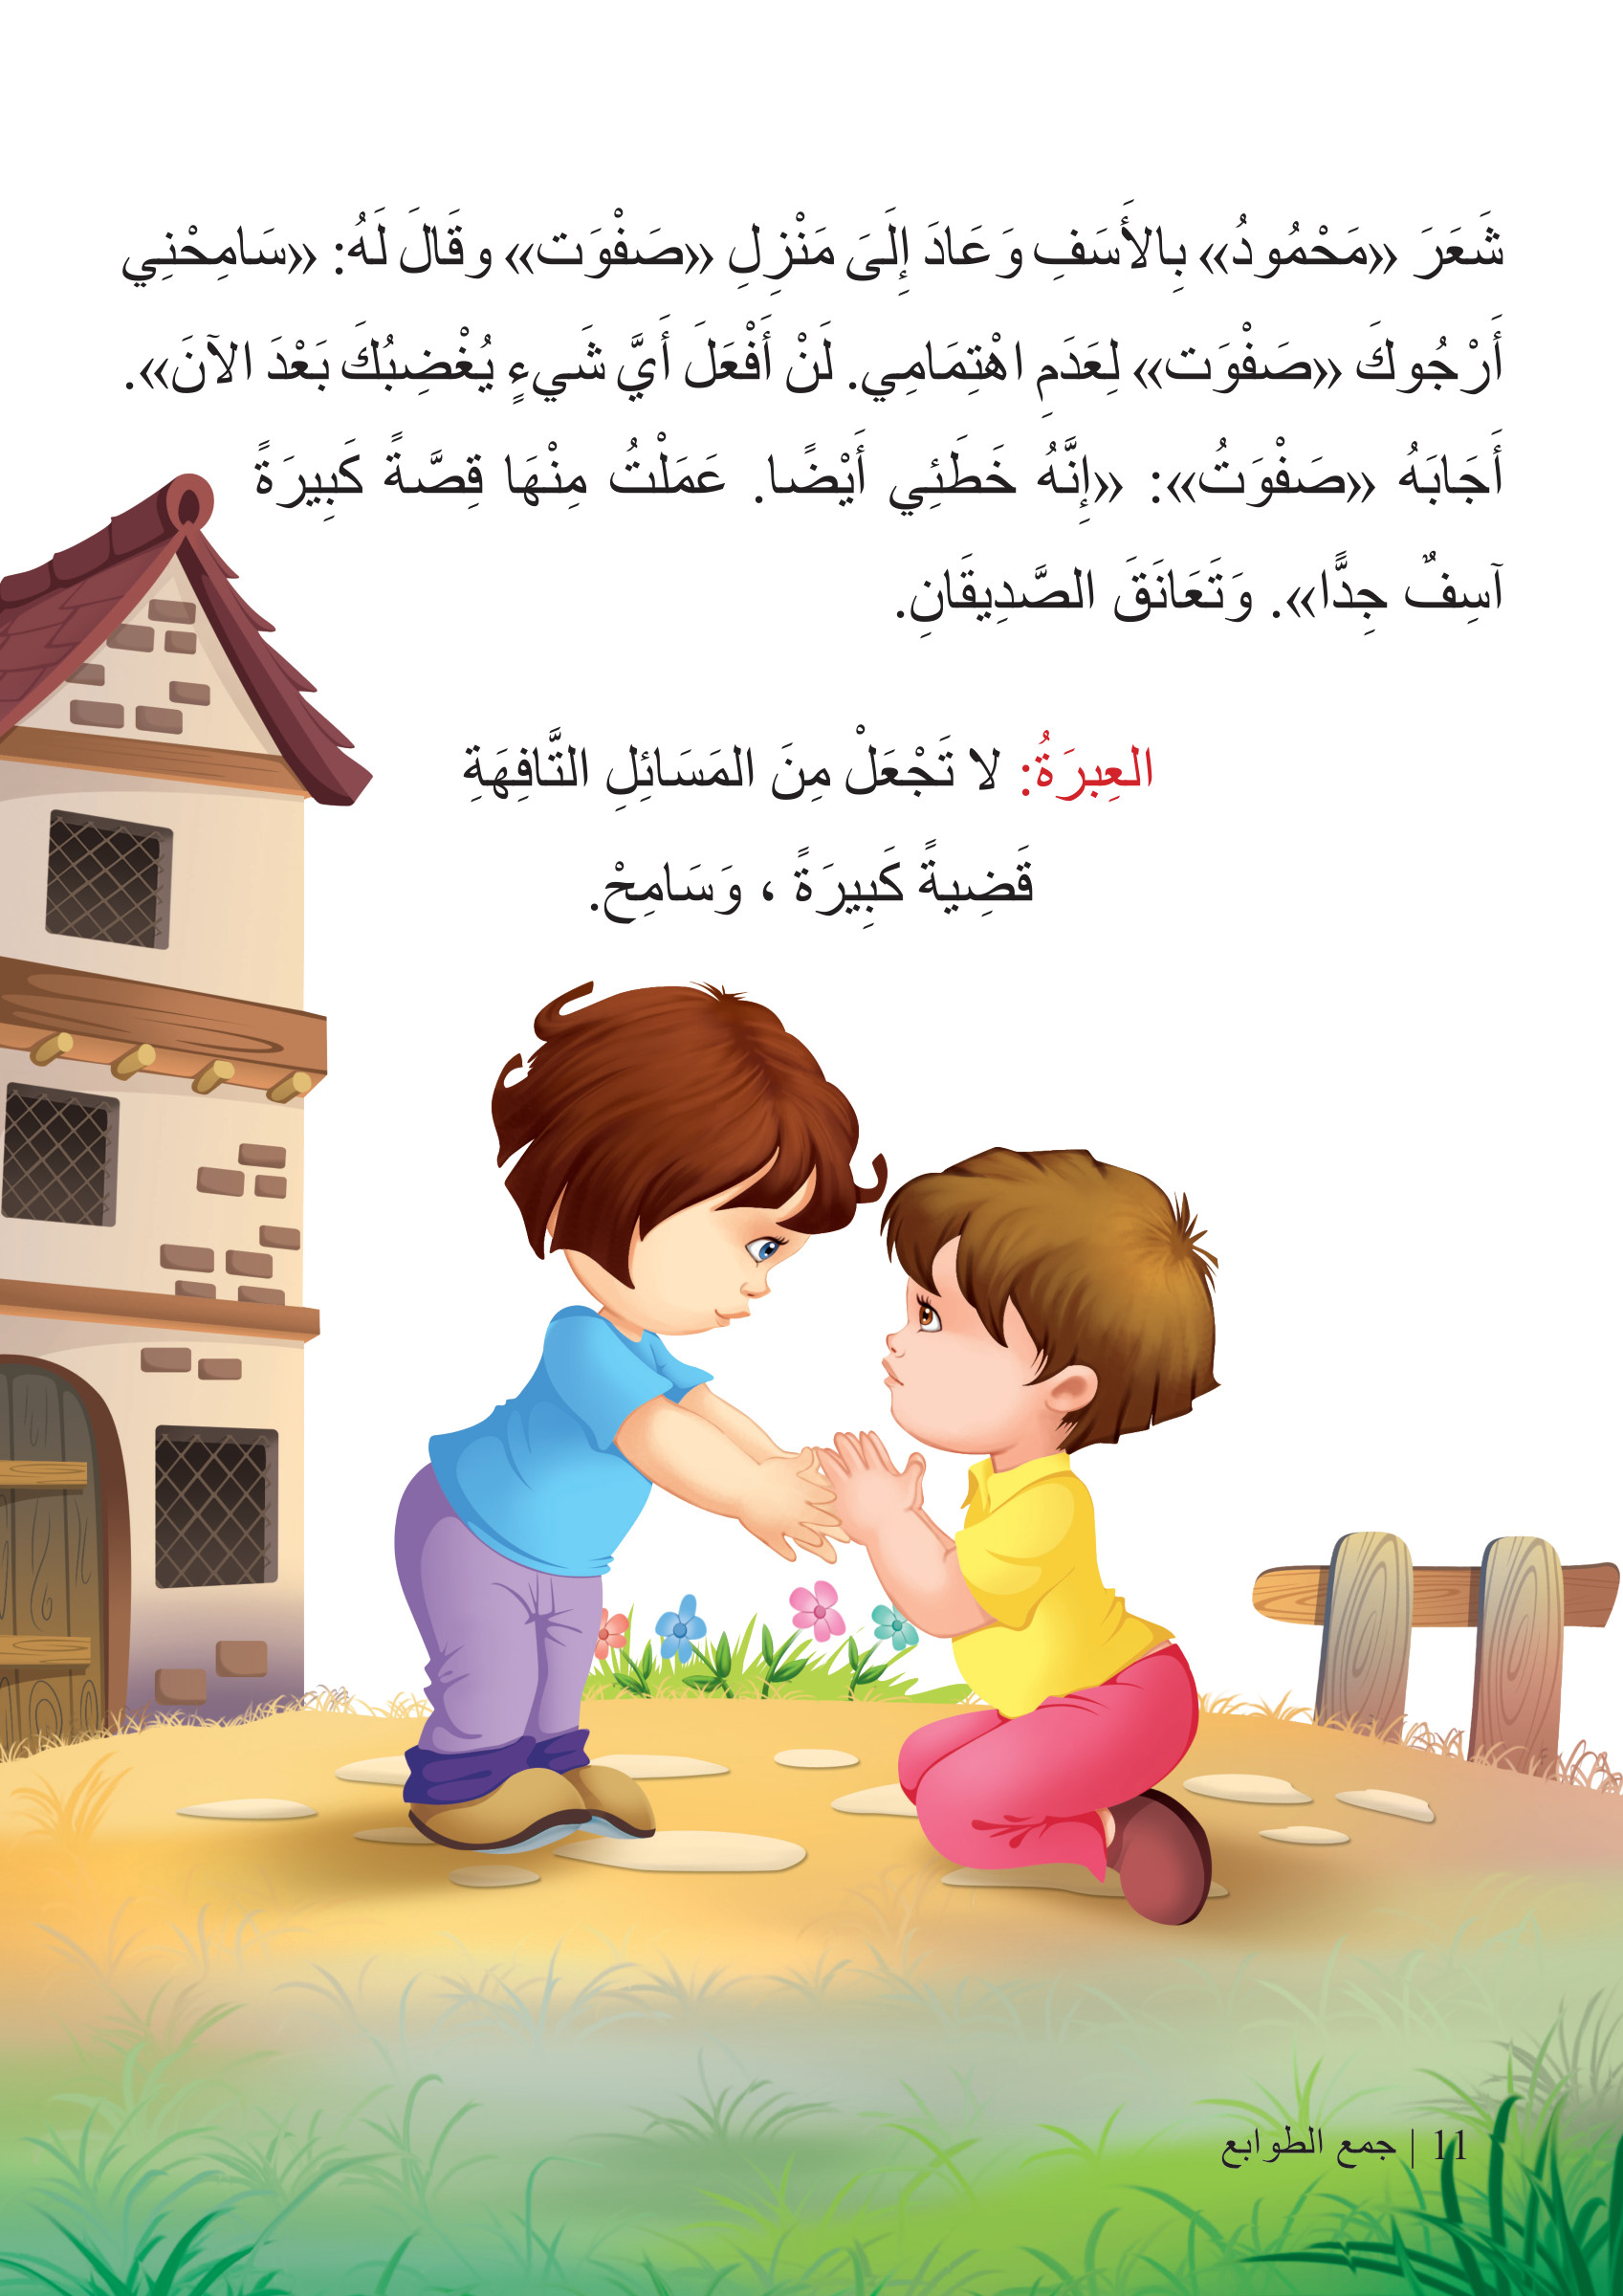 شَعَرَ «مَحْمُودُ» بِالأَسَفِ وَعَادَ إِلَىَ مَنْزِلِ «صَفْوَت» وقَالَ لَهُ: «سَامِحْنِي
أَرْجُوكَ «صَفْوَت» لِعَدَمِ اهْتِمَامِي. لَنْ أَفْعَلَ أَيَّ شَيءٍ يُغْضِبُكَ بَعْدَ الآنَ».
أَجَابَهُ «صَفْوَتُ»: «إِنَّهُ خَطَئِي أَيْضًا. عَمَلْتُ مِنْهَا قِصَّةً كَبِيرَةً
آسِفٌ جِدًّا». وَتَعَانَقَ الصَّدِيقَانِ.
العِبرَةُ: لا تَجْعَلْ مِنَ المَسَائِلِ التَّافِهَةِ
قَضِيةً كَبِيرَةً ، وَسَامِحْ.
11 | جمع الطوابع